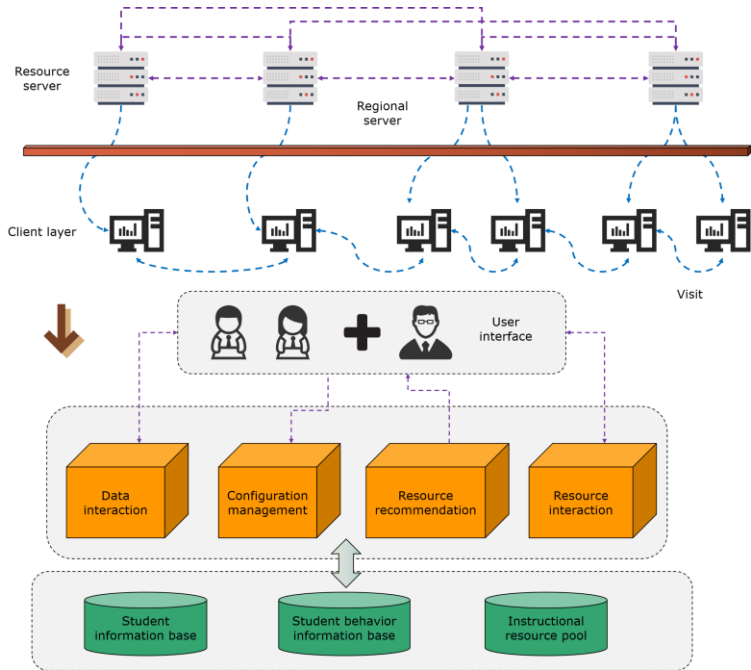 Resource
server
Regional
server
Client layer
Visit
User
interface
Data
interaction
Configuration
management
Resource
recommendation
Resource
interaction
Student
information base
Student behavior
information base
Instructional
resource pool